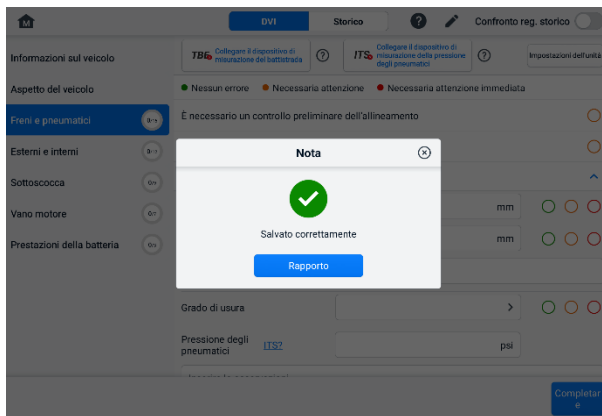 DVI
Storico
Confronto reg. storico
Informazioni sul veicolo
Aspetto del veicolo
Freni e pneumatici
Esterni e interni
Sottoscocca
Vano motore
Prestazioni della batteria
TBE
Collegare il dispositivo di
misurazione del battistrada
ITS
Collegare il dispositivo di
misurazione della pressione
degli pneumatici
Impostazioni dell'unità
Nessun errore
Necessaria attenzione
Necessaria attenzione immediata
È necessario un controllo preliminare dell'allineamento
Nota
Salvato correttamente
Rapporto
mm
mm
Grado di usura
Pressione degli
pneumatici
ITS?
psi
Completar
e